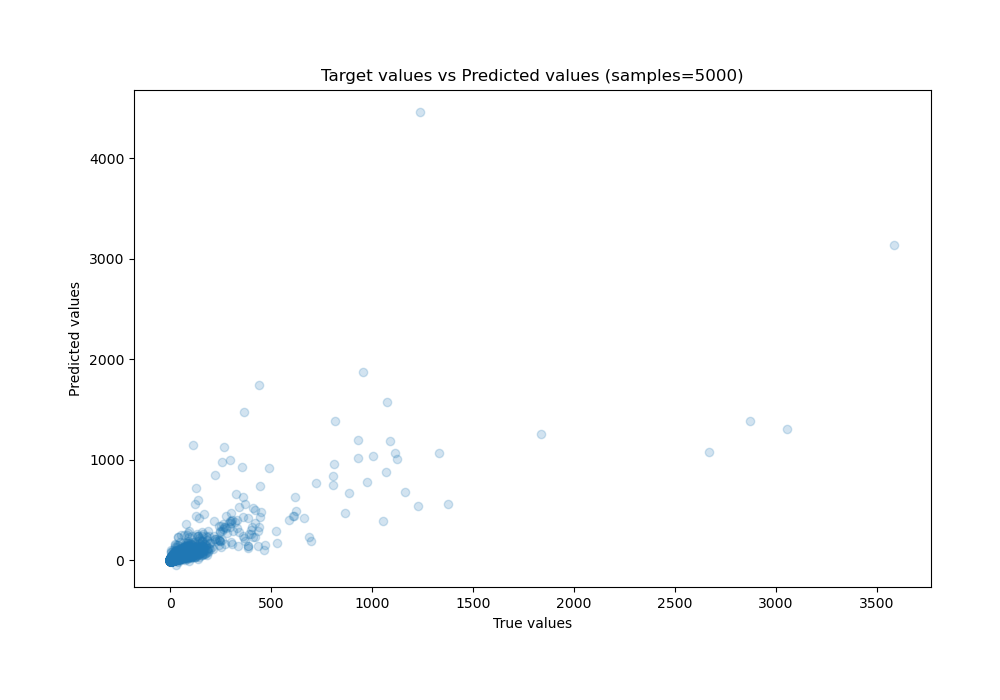 Target values vs Predicted values (samples=5000)
4000
3000
2000
1000
0
Predicted values
0 500 1000 1500 2000 2500 3000 3500
True values